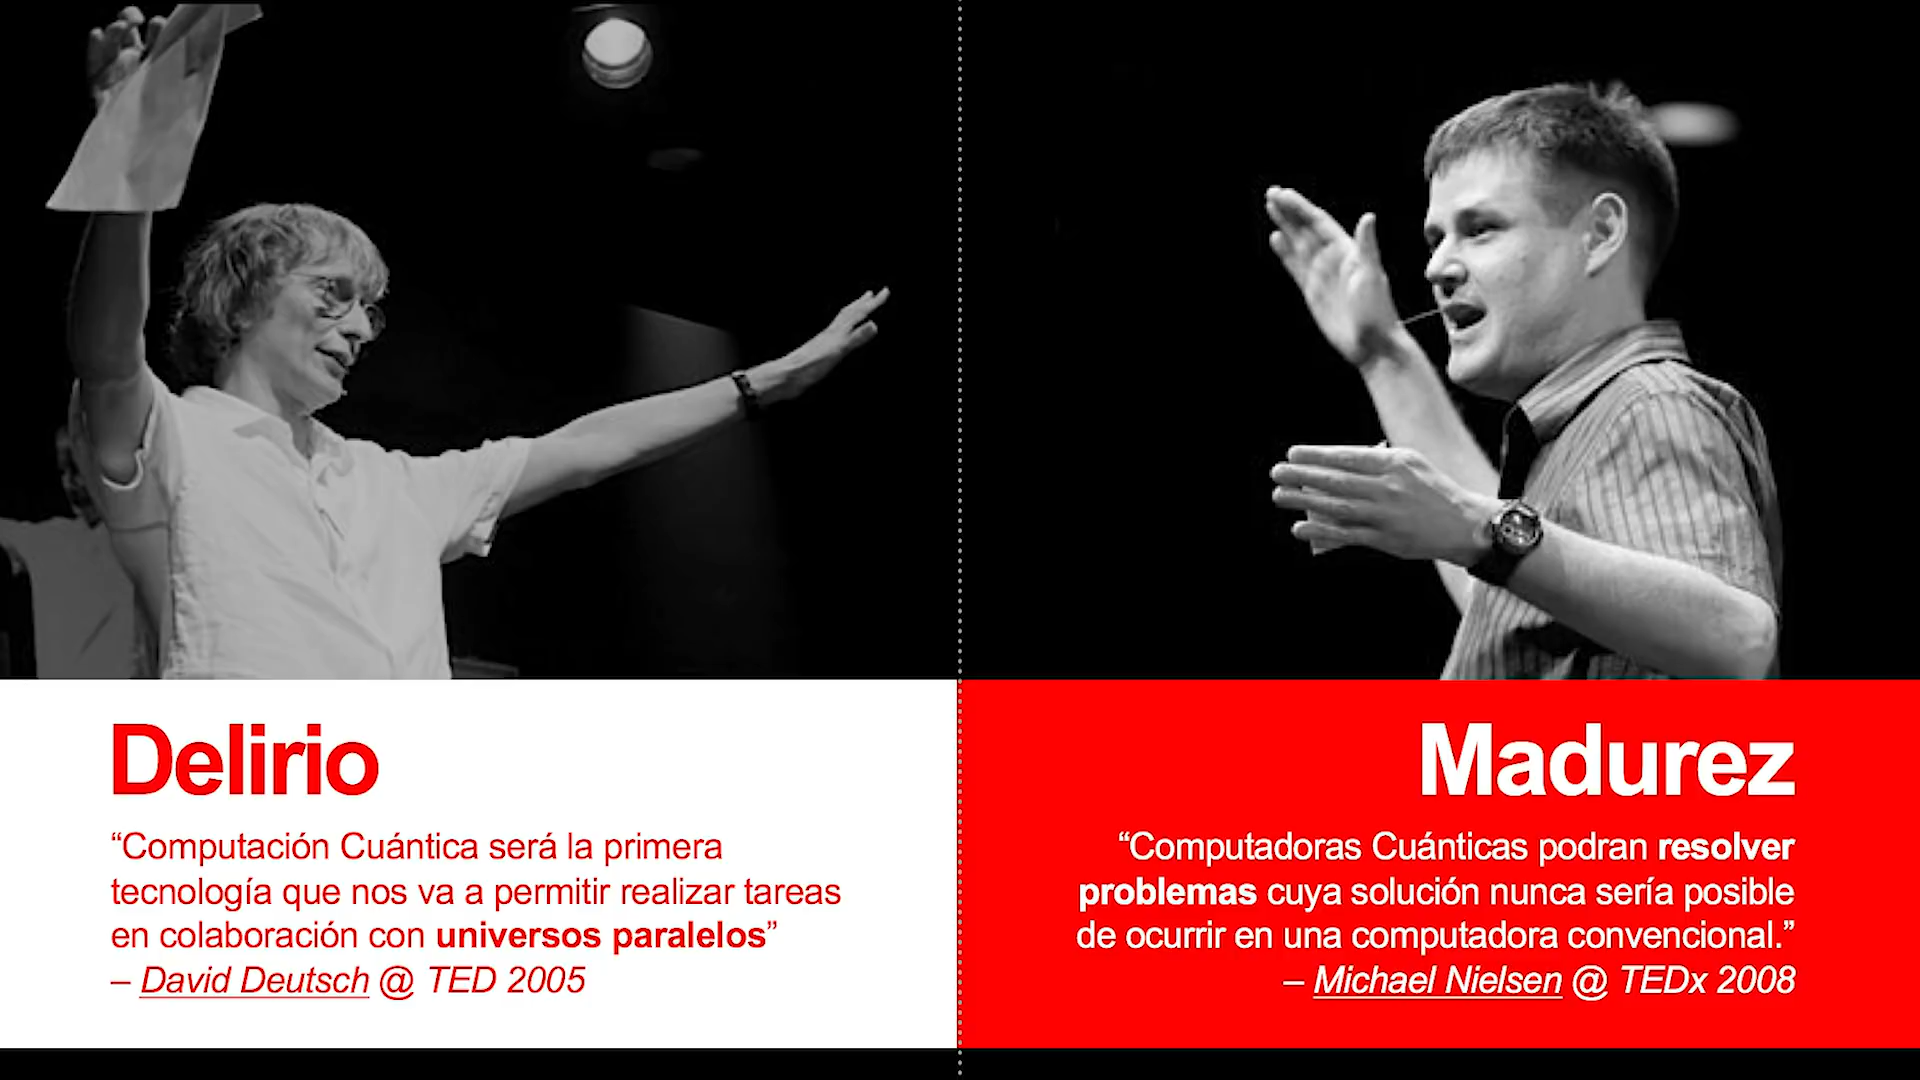 Delirio
“Computación Cuántica será la primera
tecnología que nos va a permitir realizar tareas
en colaboración con universos paralelos”
– David Deutsch @ TED 2005
Madurez
“Computadoras Cuánticas podran resolver
problemas cuya solución nunca sería posible
de ocurrir en una computadora convencional.”
– Michael Nielsen @ TEDx 2008